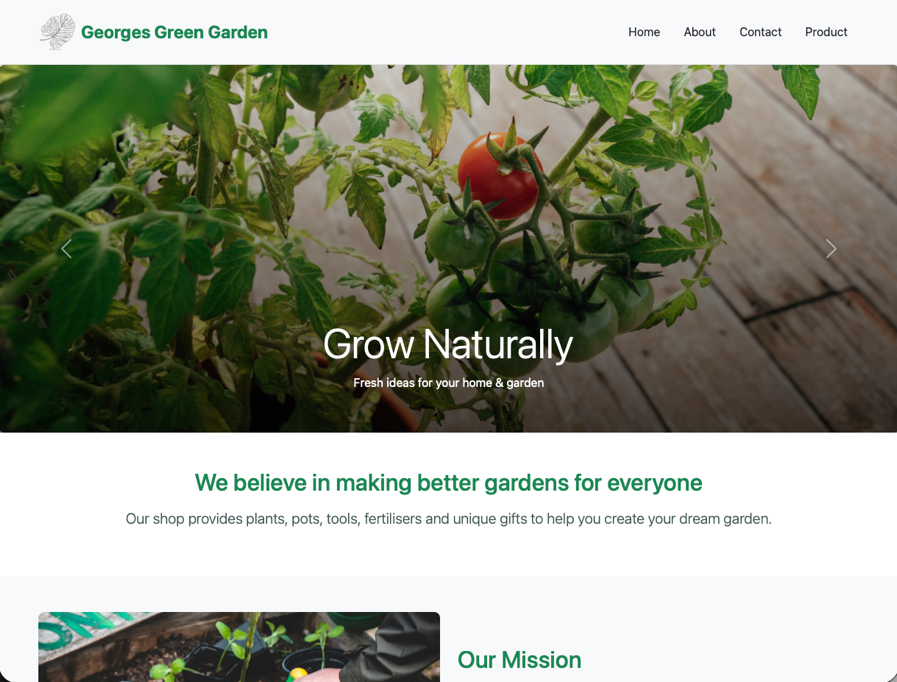 Georges Green Garden
Home About Contact Product
Grow Naturally
Fresh ideas for your home & garden
We believe in making better gardens for everyone
Our shop provides plants, pots, tools, fertilisers and unique gifts to help you create your dream garden.
Our Mission